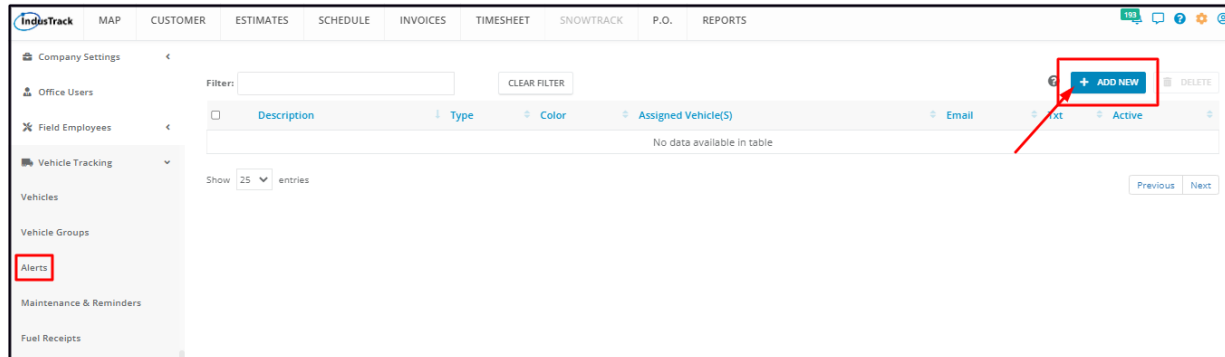 IndusTrack MAP CUSTOMER ESTIMATES SCHEDULE INVOICES TIMESHEET SNOWTRACK P.O. REPORTS 193
Company Settings
Office Users
Field Employees
Vehicle Tracking
Vehicles
Vehicle Groups
Alerts
Maintenance & Reminders
Fuel Receipts
Filter: CLEAR FILTER + ADD NEW DELETE
Description Type Color Assigned Vehicle(S) Email Txt Active
No data available in table
Show 25 entries
Previous Next